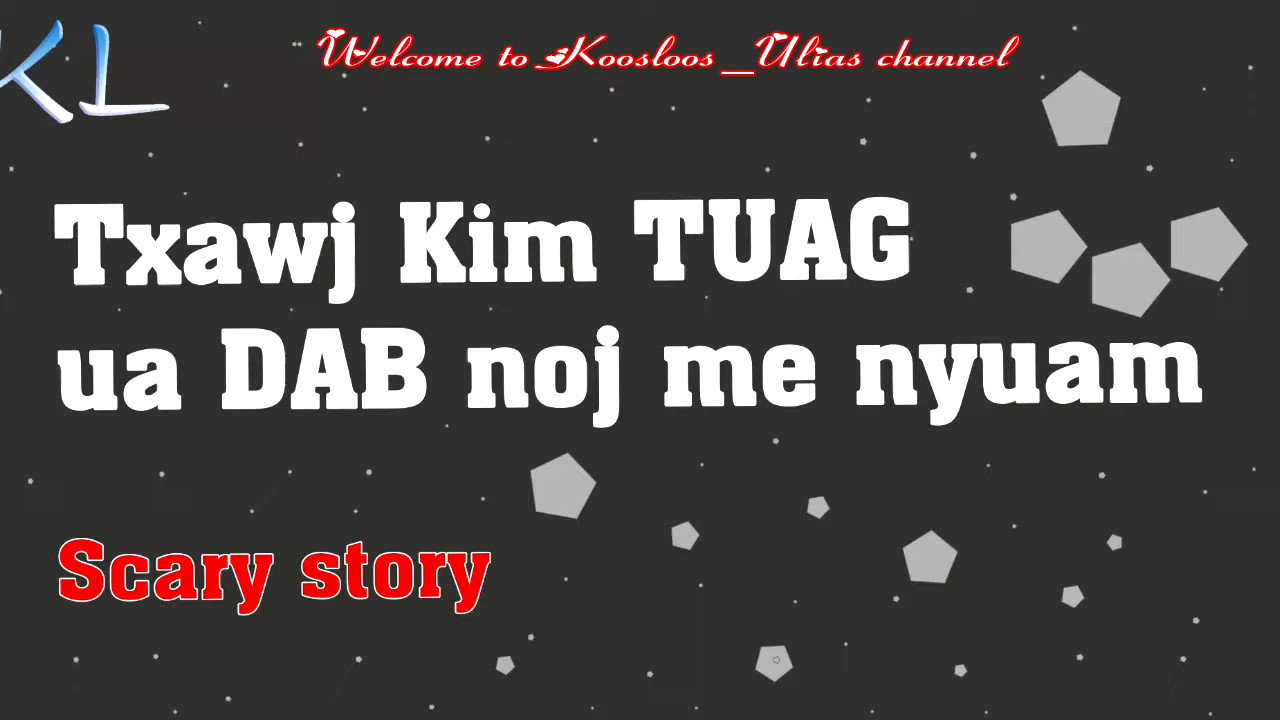 KL
Welcome to Koosloos_Ulias channel
Txawj Kim TUAG
ua DAB noj me nyuam
Scary story